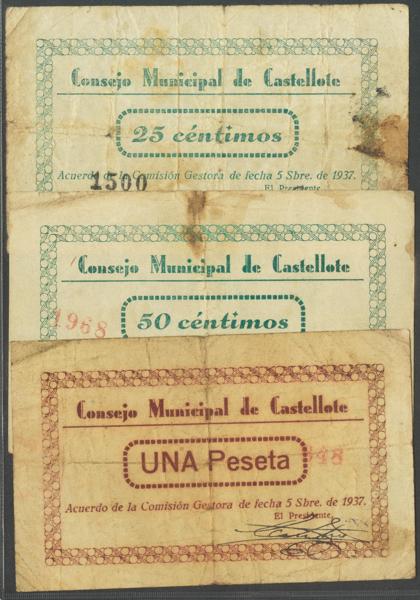 Consejo Municipal de Castellote
25 céntimos
Acuerdo de la Comisión Gestora de fecha 5 Sbre. de 1937.
1500
El Presidente
Consejo Municipal de Castellote
1968
50 céntimos
Consejo Municipal de Castellote
UNA Peseta
Acuerdo de la Comisión Gestora de fecha 5 Sbre. de 1937.
El Presidente